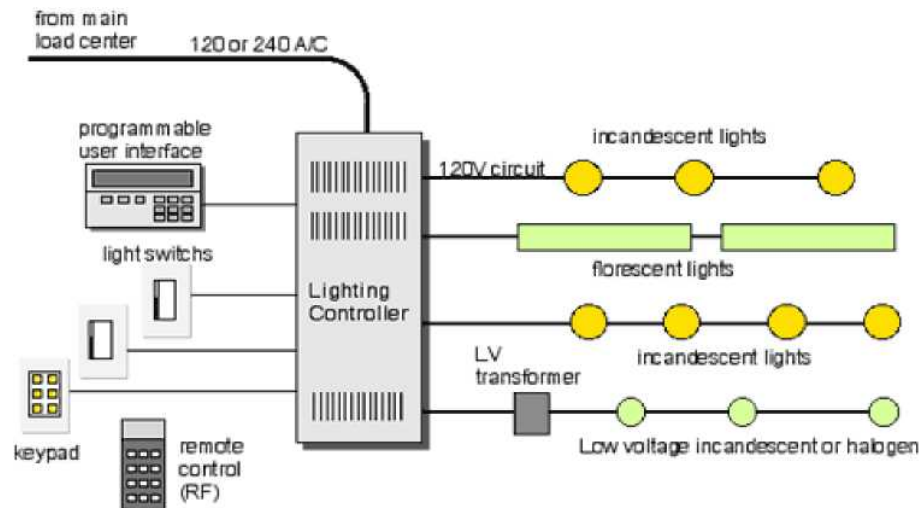 from main
load center
120 or 240 A/C
programmable
user interface
incandescent lights
120V circuit
light switchs
florescent lights
Lighting
Controller
LV
transformer
incandescent lights
keypad
remote
control
(RF)
Low voltage incandescent or halogen